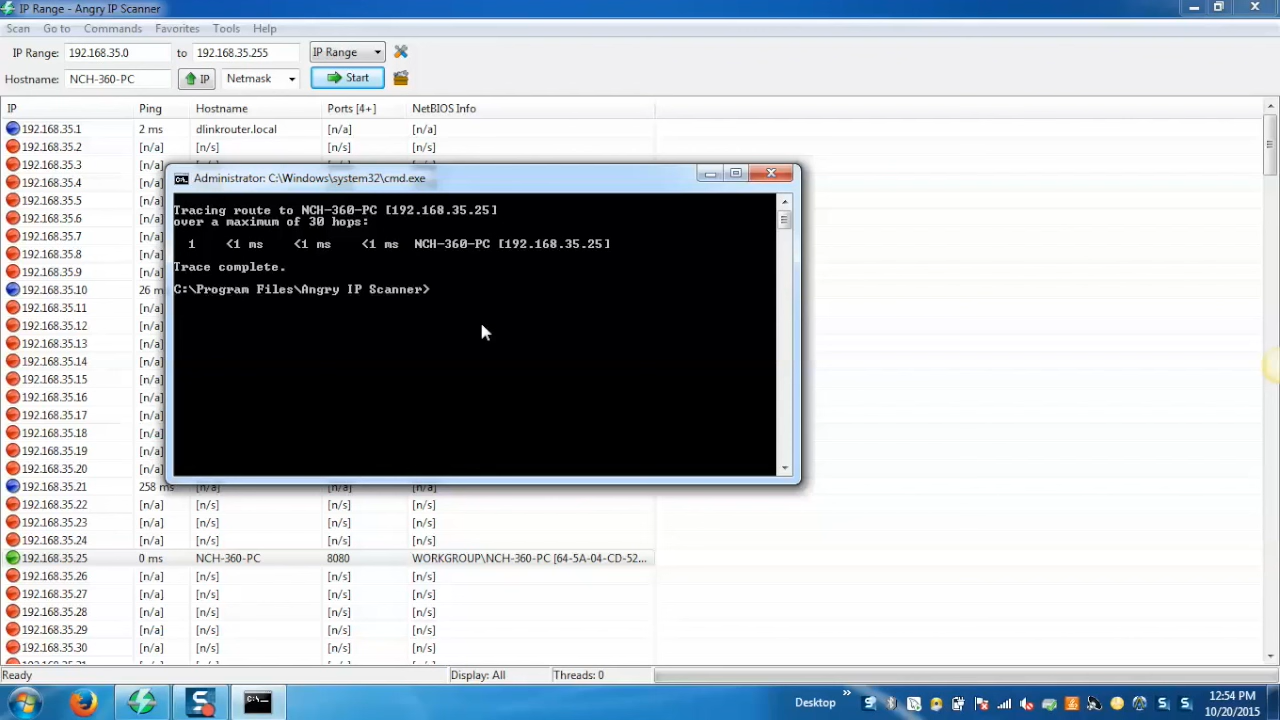 IP Range - Angry IP Scanner
Scan Go to Commands Favorites Tools Help
IP Range: 192.168.35.0 to 192.168.35.255 IP Range
Hostname: NCH-360-PC IP Netmask Start
IP Ping Hostname Ports [4+] NetBIOS Info
192.168.35.1 2 ms dlinkrouter.local [n/a] [n/a]
192.168.35.2 [n/a] [n/s] [n/s] [n/s]
192.168.35.3 [n/a]
192.168.35.4 [n/a]
192.168.35.5 [n/a]
192.168.35.6 [n/a]
192.168.35.7 [n/a]
192.168.35.8 [n/a]
192.168.35.9 [n/a]
192.168.35.10 26 m
192.168.35.11 [n/a]
192.168.35.12 [n/a]
192.168.35.13 [n/a]
192.168.35.14 [n/a]
192.168.35.15 [n/a]
192.168.35.16 [n/a]
192.168.35.17 [n/a]
192.168.35.18 [n/a]
192.168.35.19 [n/a]
192.168.35.20 [n/a]
192.168.35.21 258 ms [n/a] [n/a] [n/a]
192.168.35.22 [n/a] [n/s] [n/s] [n/s]
192.168.35.23 [n/a] [n/s] [n/s] [n/s]
192.168.35.24 [n/a] [n/s] [n/s] [n/s]
192.168.35.25 0 ms NCH-360-PC 8080 WORKGROUP\NCH-360-PC [64-5A-04-CD-52...
192.168.35.26 [n/a] [n/s] [n/s] [n/s]
192.168.35.27 [n/a] [n/s] [n/s] [n/s]
192.168.35.28 [n/a] [n/s] [n/s] [n/s]
192.168.35.29 [n/a] [n/s] [n/s] [n/s]
192.168.35.30 [n/a] [n/s] [n/s] [n/s]
Administrator: C:\Windows\system32\cmd.exe
Tracing route to NCH-360-PC [192.168.35.25]
over a maximum of 30 hops:
1 <1 ms <1 ms <1 ms NCH-360-PC [192.168.35.25]
Trace complete.
C:\Program Files\Angry IP Scanner>
Ready Display: All Threads: 0
Desktop » 12:54 PM
10/20/2015